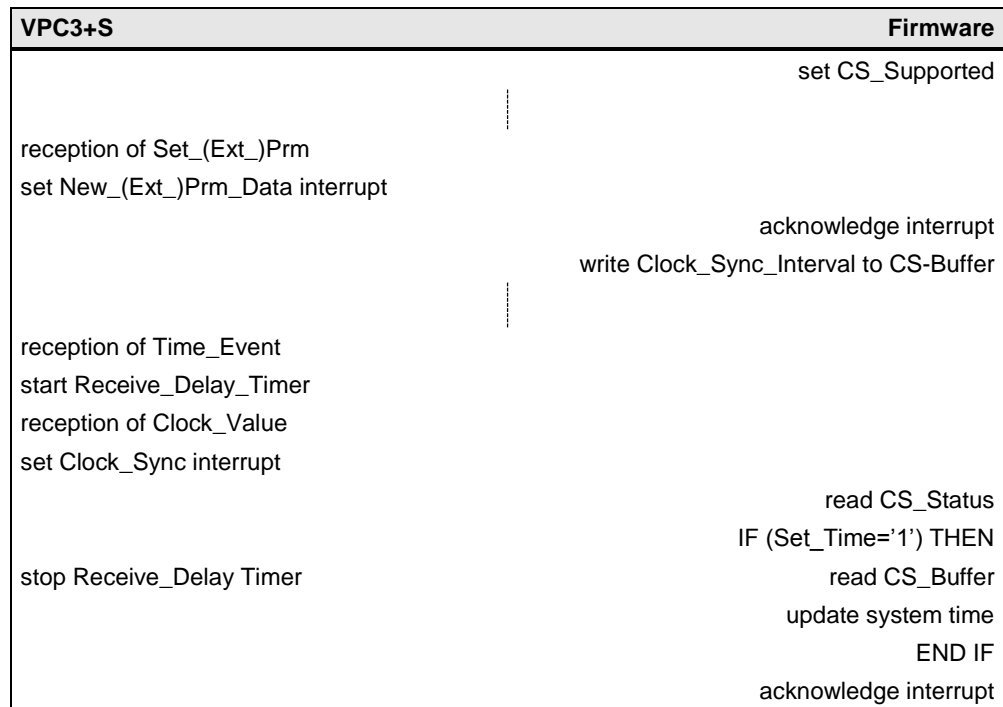 VPC3+S Firmware
set CS_Supported
reception of Set_(Ext_)Prm
set New_(Ext_)Prm_Data interrupt
acknowledge interrupt
write Clock_Sync_Interval to CS-Buffer
reception of Time_Event
start Receive_Delay_Timer
reception of Clock_Value
set Clock_Sync interrupt
read CS_Status
IF (Set_Time=’1’) THEN
stop Receive_Delay Timer read CS_Buffer
update system time
END IF
acknowledge interrupt